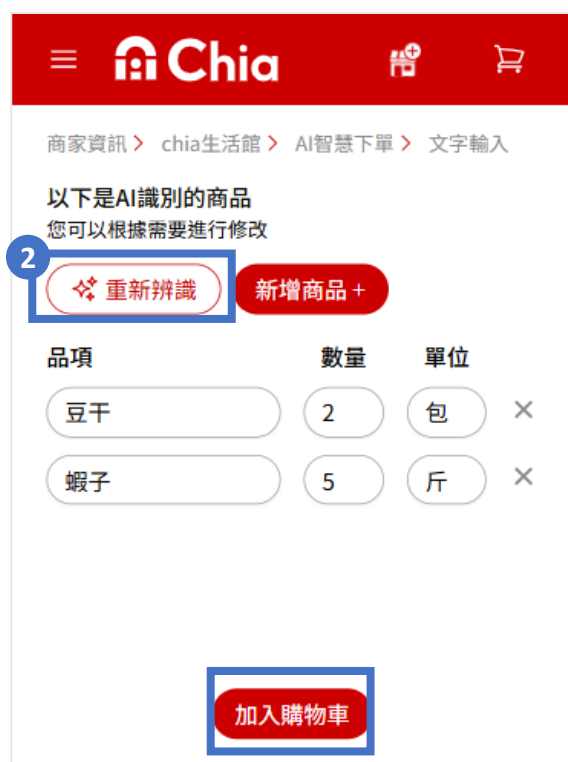 Chia
商家資訊 > chia生活館 > AI智慧下單 > 文字輸入
以下是AI識別的商品
您可以根據需要進行修改
2
重新辨識 新增商品 +
品項 數量 單位
豆干 2 包 ×
蝦子 5 斤 ×
加入購物車